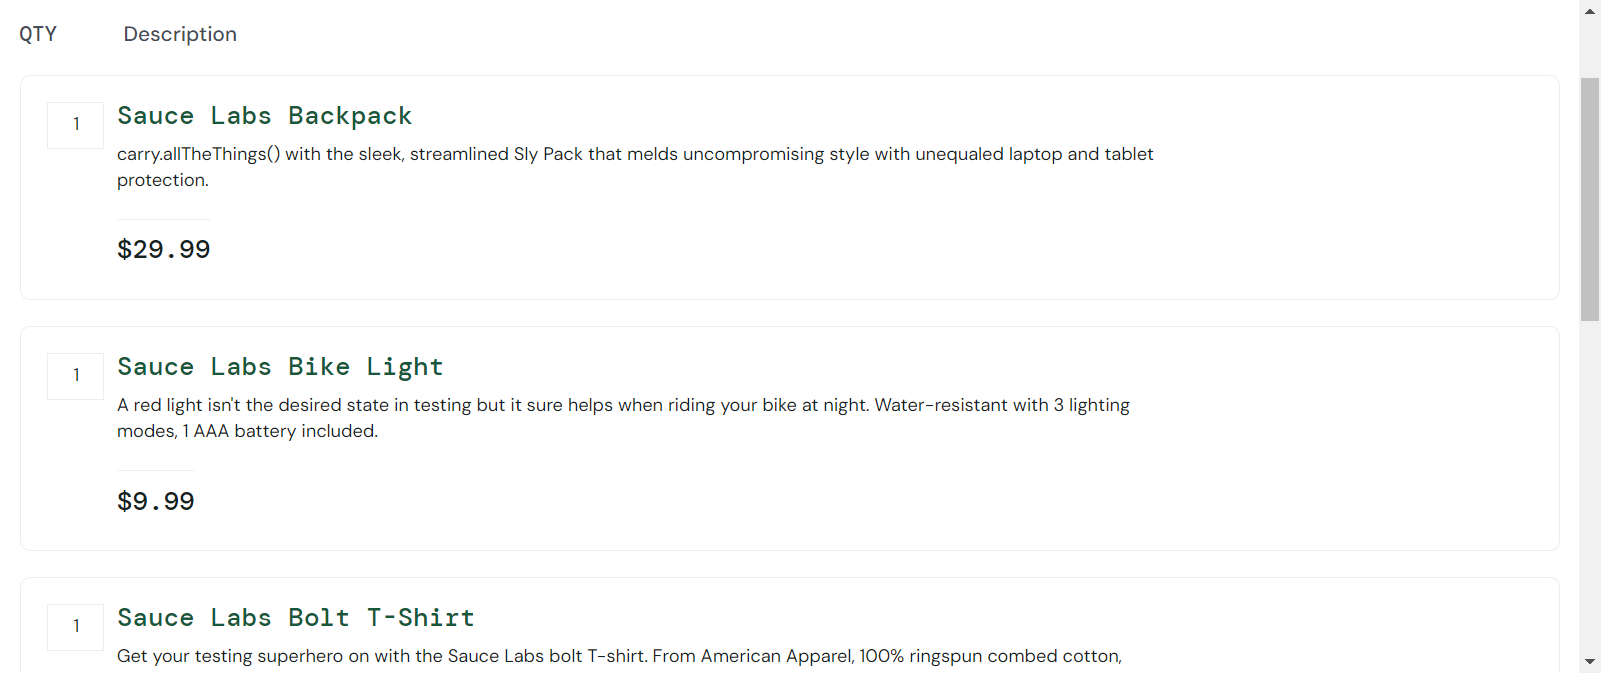 QTY Description
1 Sauce Labs Backpack
carry.allTheThings() with the sleek, streamlined Sly Pack that melds uncompromising style with unequaled laptop and tablet
protection.
$29.99
1 Sauce Labs Bike Light
A red light isn't the desired state in testing but it sure helps when riding your bike at night. Water-resistant with 3 lighting
modes, 1 AAA battery included.
$9.99
1 Sauce Labs Bolt T-Shirt
Get your testing superhero on with the Sauce Labs bolt T-shirt. From American Apparel, 100% ringspun combed cotton,